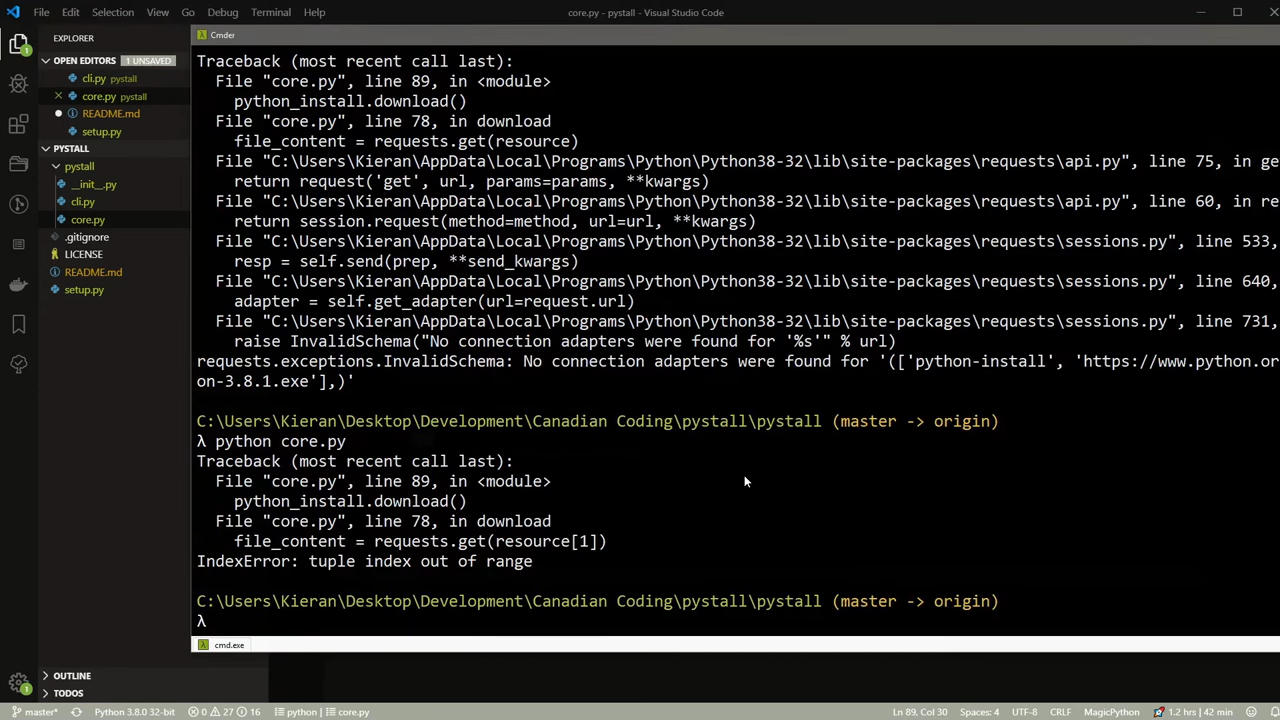 File Edit Selection View Go Debug Terminal Help
core.py - pystall - Visual Studio Code
EXPLORER
OPEN EDITORS 1 UNSAVED
cli.py pystall
core.py pystall
README.md
setup.py
PYSTALL
pystall
__init__.py
cli.py
core.py
.gitignore
LICENSE
README.md
setup.py
OUTLINE
TODOS
Cmder
Traceback (most recent call last):
File "core.py", line 89, in <module>
python_install.download()
File "core.py", line 78, in download
file_content = requests.get(resource)
File "C:\Users\Kieran\AppData\Local\Programs\Python\Python38-32\lib\site-packages\requests\api.py", line 75, in ge
return request('get', url, params=params, **kwargs)
File "C:\Users\Kieran\AppData\Local\Programs\Python\Python38-32\lib\site-packages\requests\api.py", line 60, in re
return session.request(method=method, url=url, **kwargs)
File "C:\Users\Kieran\AppData\Local\Programs\Python\Python38-32\lib\site-packages\requests\sessions.py", line 533,
resp = self.send(prep, **send_kwargs)
File "C:\Users\Kieran\AppData\Local\Programs\Python\Python38-32\lib\site-packages\requests\sessions.py", line 640,
adapter = self.get_adapter(url=request.url)
File "C:\Users\Kieran\AppData\Local\Programs\Python\Python38-32\lib\site-packages\requests\sessions.py", line 731,
raise InvalidSchema("No connection adapters were found for '%s'" % url)
requests.exceptions.InvalidSchema: No connection adapters were found for '(['python-install', 'https://www.python.or
on-3.8.1.exe'],)'
C:\Users\Kieran\Desktop\Development\Canadian Coding\pystall\pystall (master -> origin)
λ python core.py
Traceback (most recent call last):
File "core.py", line 89, in <module>
python_install.download()
File "core.py", line 78, in download
file_content = requests.get(resource[1])
IndexError: tuple index out of range
C:\Users\Kieran\Desktop\Development\Canadian Coding\pystall\pystall (master -> origin)
λ
λ cmd.exe
1
master* Python 3.8.0 32-bit 0 27 16 python | core.py Ln 89, Col 30 Spaces: 4 UTF-8 CRLF MagicPython 1.2 hrs | 42 min